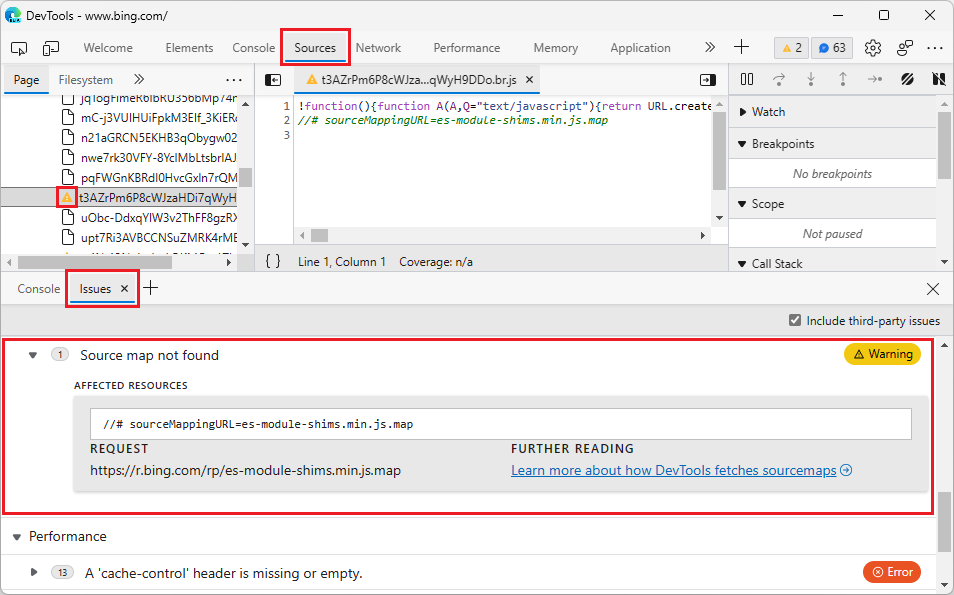 DevTools - www.bing.com/
Welcome Elements Console Sources Network Performance Memory Application 2 63
Page Filesystem
t3AZrPm6P8cWJza...qWyH9DDo.br.js
mC-j3VUIHUiFpkM3EIf_3KiER
n21aGRCN5EKHB3qObygw02
nwe7rk30VFY-8YcIMbLtsbrlAJ
pqFWGnKBRdI0HvcGxIn7rQM
t3AZrPm6P8cWJzaHDi7qWyH
uObc-DdxqYIW3v2ThFF8gzRX
upt7Ri3AVBCCNSuZMRK4rME
1 !function(){function A(A,Q="text/javascript"){return URL.create
2 //# sourceMappingURL=es-module-shims.min.js.map
3
{ } Line 1, Column 1 Coverage: n/a
Watch
Breakpoints
No breakpoints
Scope
Not paused
Call Stack
Console Issues
Include third-party issues
1 Source map not found Warning
AFFECTED RESOURCES
//# sourceMappingURL=es-module-shims.min.js.map
REQUEST FURTHER READING
https://r.bing.com/rp/es-module-shims.min.js.map Learn more about how DevTools fetches sourcemaps
Performance
13 A 'cache-control' header is missing or empty. Error